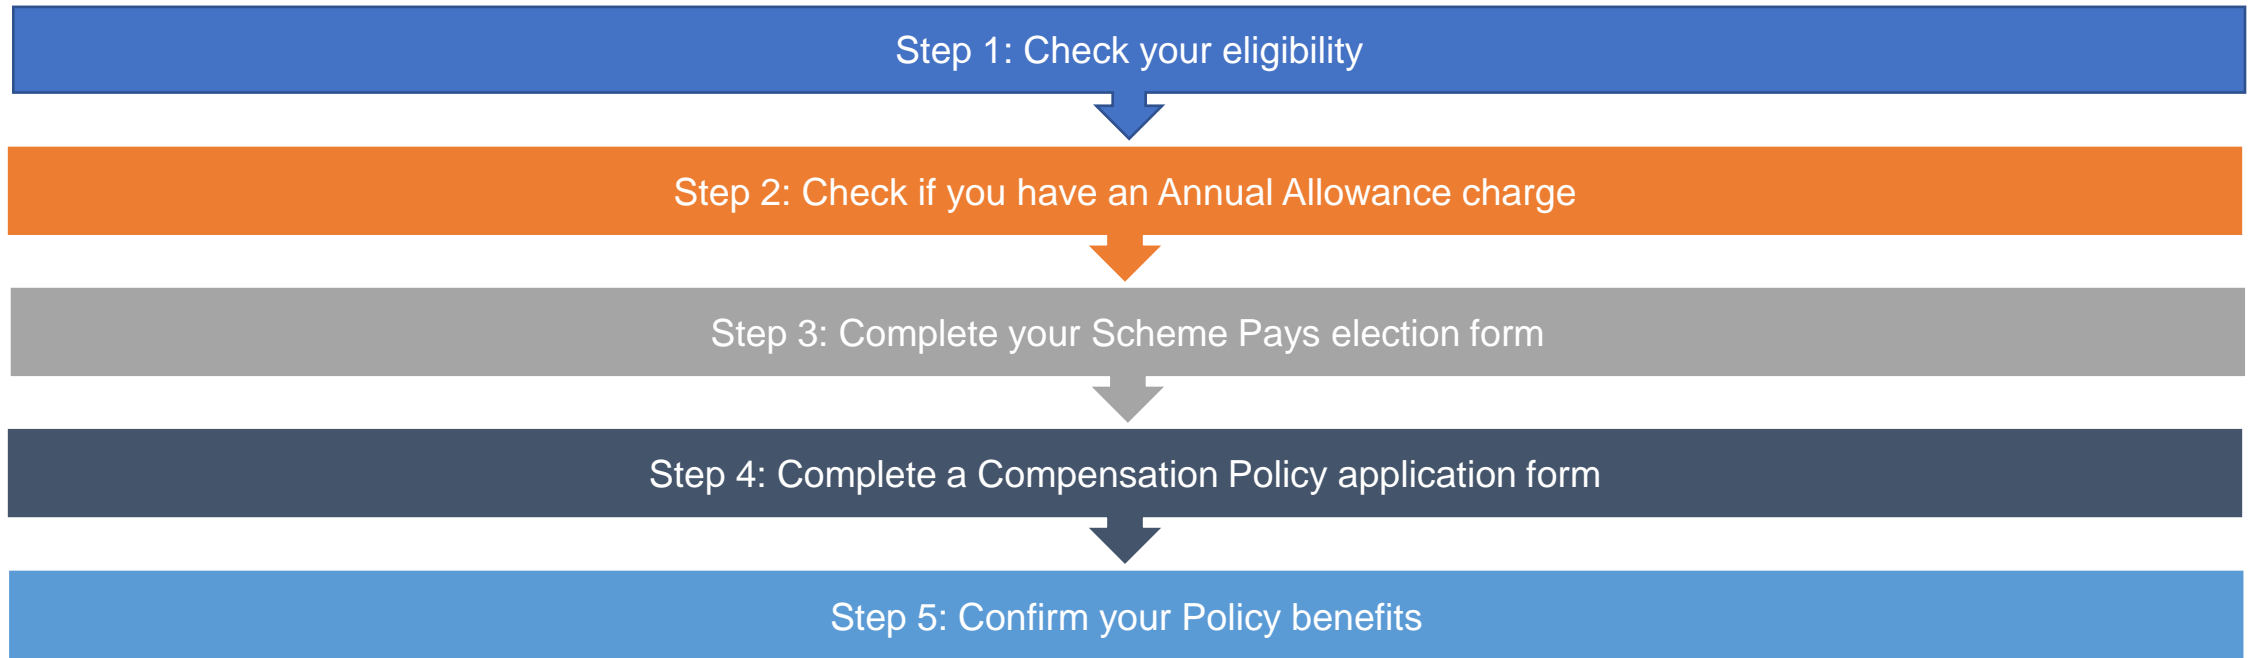 Step 1: Check your eligibility
Step 2: Check if you have an Annual Allowance charge
Step 3: Complete your Scheme Pays election form
Step 4: Complete a Compensation Policy application form
Step 5: Confirm your Policy benefits